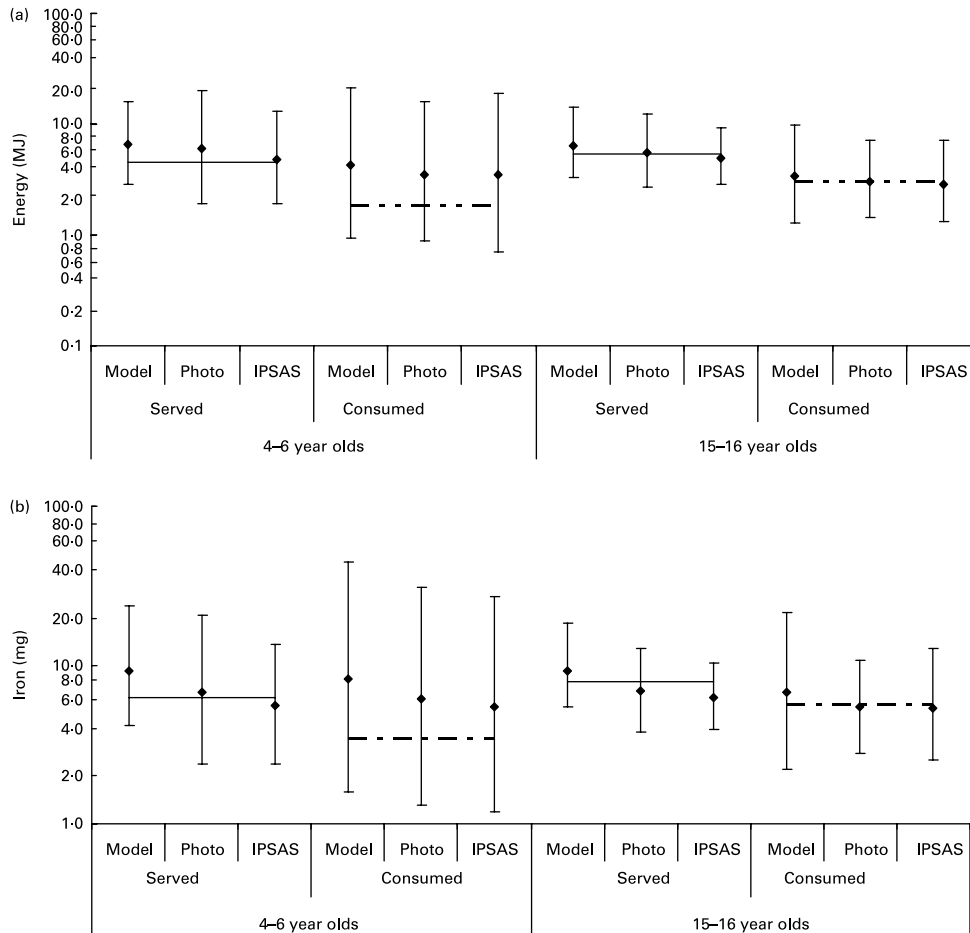 (a)
100·0
80·0
60·0
40·0
20·0
10·0
8·0
6·0
4·0
2·0
1·0
0·8
0·6
0·4
0·2
0·1
Energy (MJ)
Model Photo IPSAS Model Photo IPSAS Model Photo IPSAS Model Photo IPSAS
Served Consumed Served Consumed
4–6 year olds 15–16 year olds
(b)
100·0
80·0
60·0
40·0
20·0
10·0
8·0
6·0
4·0
2·0
1·0
Iron (mg)
Model Photo IPSAS Model Photo IPSAS Model Photo IPSAS Model Photo IPSAS
Served Consumed Served Consumed
4–6 year olds 15–16 year olds